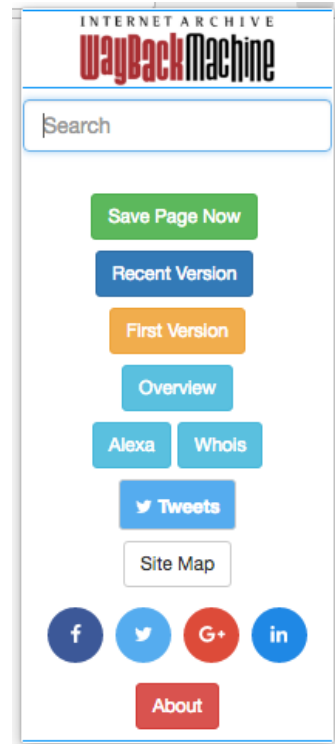 INTERNET ARCHIVE
WayBackMachine
Search
Save Page Now
Recent Version
First Version
Overview
Alexa Whois
Tweets
Site Map
f G+ in
About